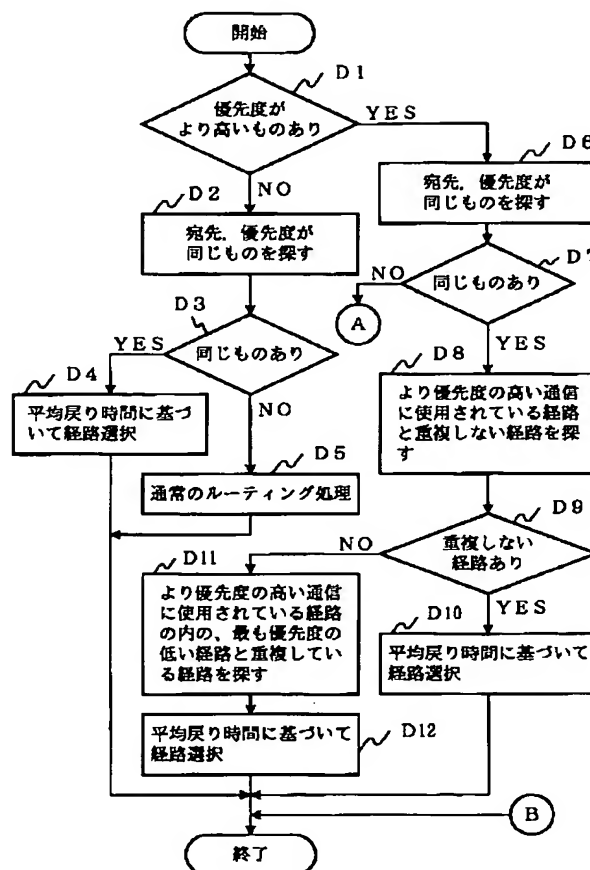 開始
D1
優先度が
より高いものあり
YES
NO
D6
宛先,優先度が
同じものを探す
D2
宛先,優先度が
同じものを探す
D7
同じものあり
NO
A
YES
D3
同じものあり
YES
NO
D4
平均戻り時間に基づ
いて経路選択
D8
より優先度の高い通信
に使用されている経路
と重複しない経路を探
す
D5
通常のルーティング処理
D9
重複しない
経路あり
NO
YES
D11
より優先度の高い通信
に使用されている経路
の内の、最も優先度の
低い経路と重複してい
る経路を探す
D10
平均戻り時間に基づいて
経路選択
平均戻り時間に基づいて
経路選択
D12
B
終了